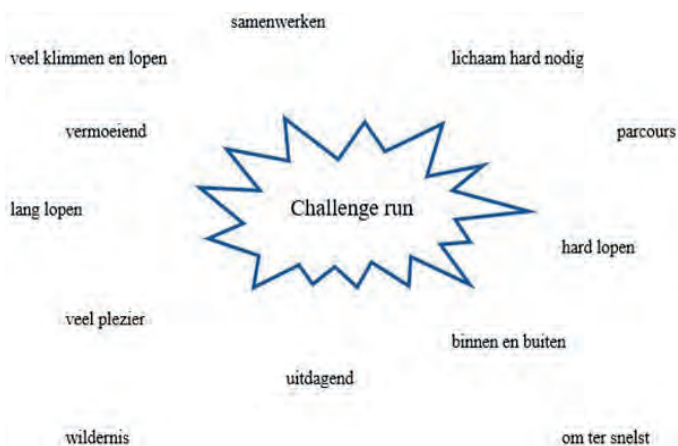 samenwerken
veel klimmen en lopen
lichaam hard nodig
vermoeiend
parcours
lang lopen
Challenge run
hard lopen
veel plezier
binnen en buiten
uitdagend
wildernis
om ter snelst